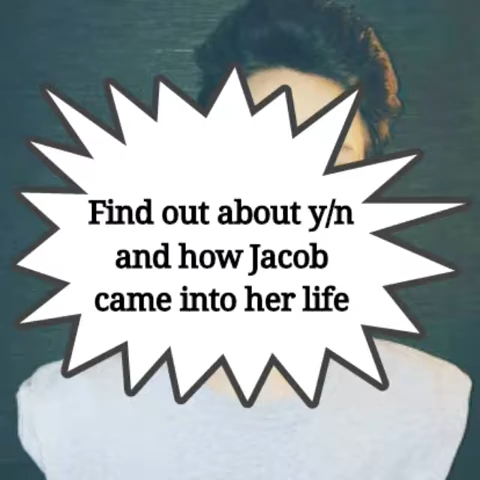 Find out about y/n
and how Jacob
came into her life